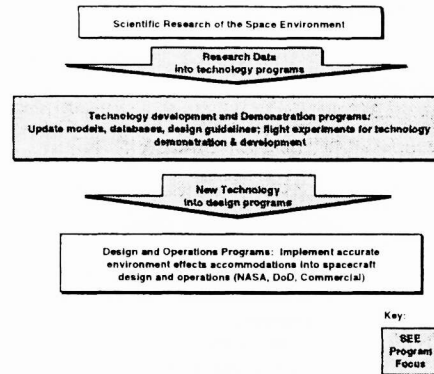 Scientific Research of the Space Environment
Research Data
into technology programs
Technology development and Demonstration programs:
Update models, databases, design guidelines; flight experiments for technology
demonstration & development
New Technology
into design programs
Design and Operations Programs: Implement accurate
environment effects accommodations into spacecraft
design and operations (NASA, DoD, Commercial)
Key:
SEE
Program
Focus